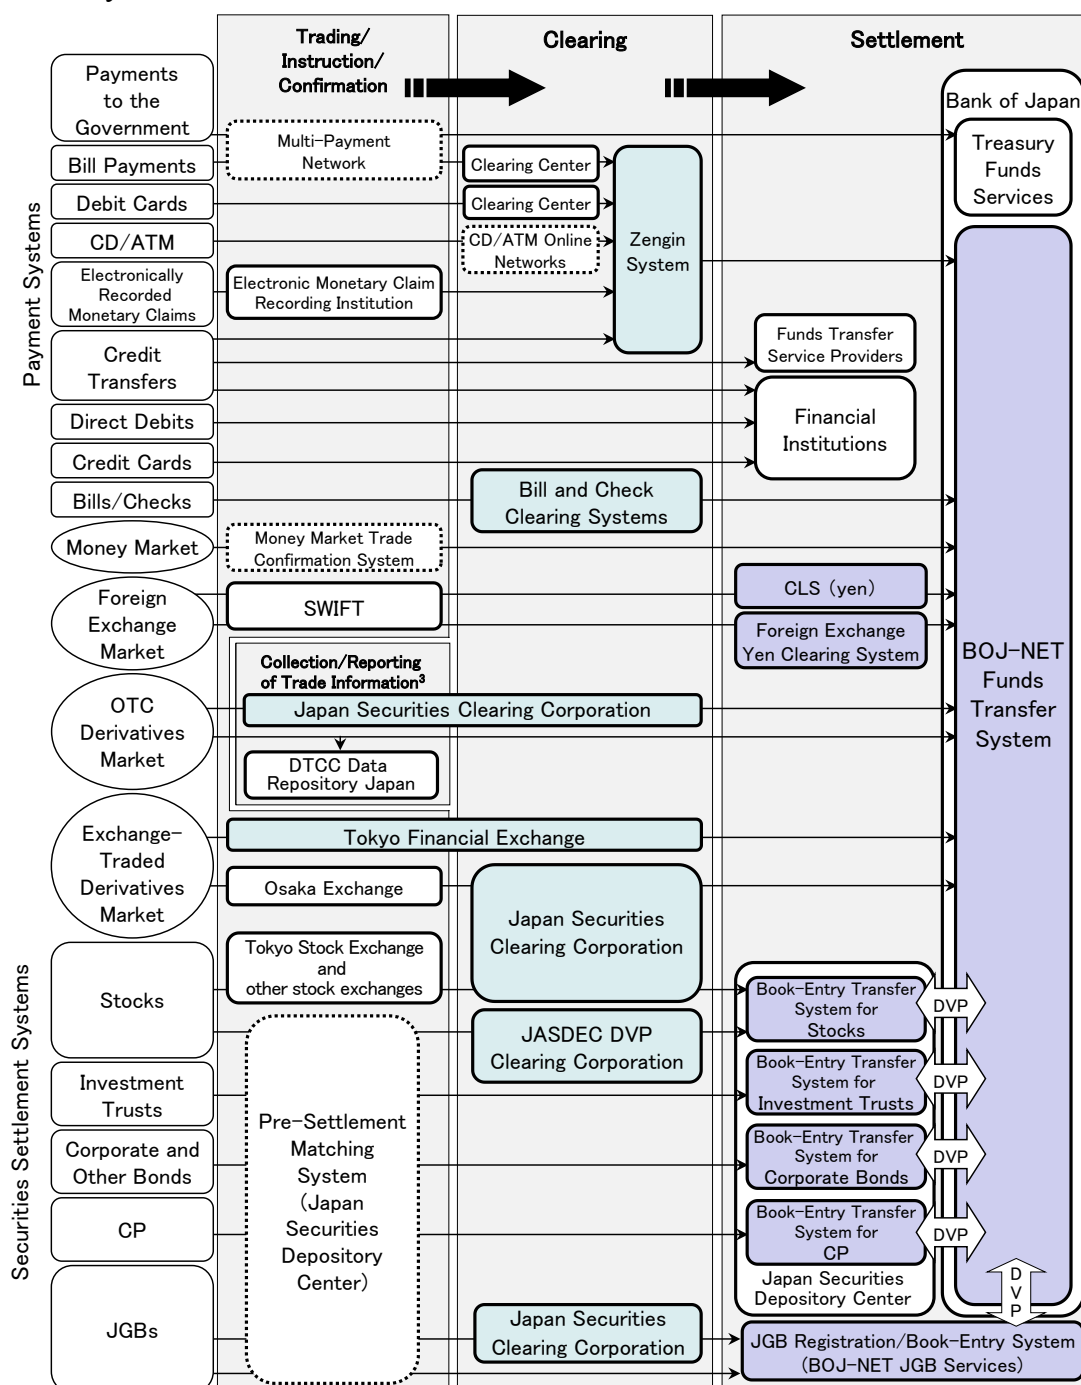 Trading/
Instruction/
Confirmation
Clearing
Settlement
Payment Systems
Payments
to the
Government
Multi-Payment
Network
Bank of Japan
Treasury
Funds
Services
Bill Payments
Clearing Center
Debit Cards
Clearing Center
CD/ATM
CD/ATM Online
Networks
Zengin
System
Electronically
Recorded
Monetary Claims
Electronic Monetary Claim
Recording Institution
Credit
Transfers
Funds Transfer
Service Providers
Direct Debits
Financial
Institutions
Credit Cards
Bills/Checks
Bill and Check
Clearing Systems
Money Market
Money Market Trade
Confirmation System
Foreign
Exchange
Market
SWIFT
CLS (yen)
Foreign Exchange
Yen Clearing System
BOJ-NET
Funds
Transfer
System
Collection/Reporting
of Trade Information³
OTC
Derivatives
Market
Japan Securities Clearing Corporation
DTCC Data
Repository Japan
Exchange-
Traded
Derivatives
Market
Tokyo Financial Exchange
Osaka Exchange
Japan Securities
Clearing Corporation
Securities Settlement Systems
Stocks
Tokyo Stock Exchange
and
other stock exchanges
Book-Entry Transfer
System for
Stocks
DVP
JASDEC DVP
Clearing Corporation
Investment
Trusts
Book-Entry Transfer
System for
Investment Trusts
DVP
Pre-Settlement
Matching
System
(Japan
Securities
Depository
Center)
Corporate and
Other Bonds
Book-Entry Transfer
System for
Corporate Bonds
DVP
CP
Book-Entry Transfer
System for
CP
DVP
Japan Securities
Depository Center
D
V
P
JGBs
Japan Securities
Clearing Corporation
JGB Registration/Book-Entry System
(BOJ-NET JGB Services)